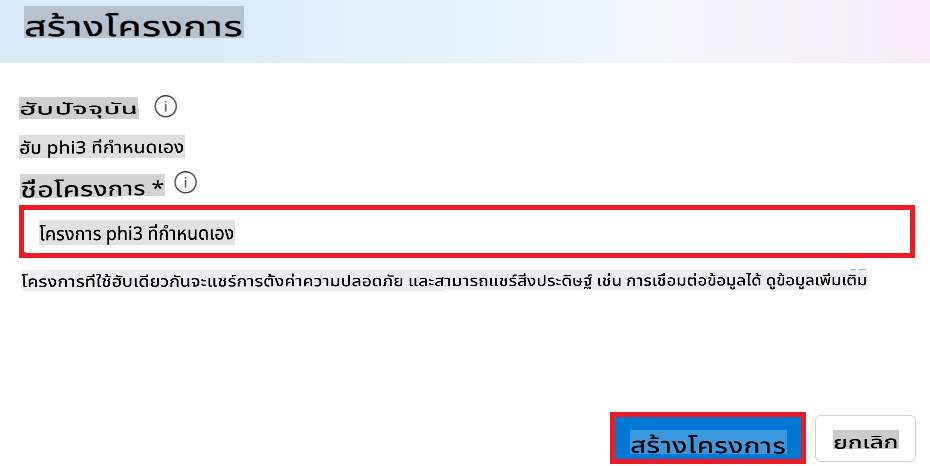 สร้างโครงการ
ฮับปัจจุบัน
ฮับ phi3 ที่กำหนดเอง
ชื่อโครงการ *
โครงการ phi3 ที่กำหนดเอง
โครงการที่ใช้ฮับเดียวกันจะแชร์การตั้งค่าความปลอดภัย และสามารถแชร์สิ่งประดิษฐ์ เช่น การเชื่อมต่อข้อมูลได้ ดูข้อมูลเพิ่มเติม
สร้างโครงการ ยกเลิก